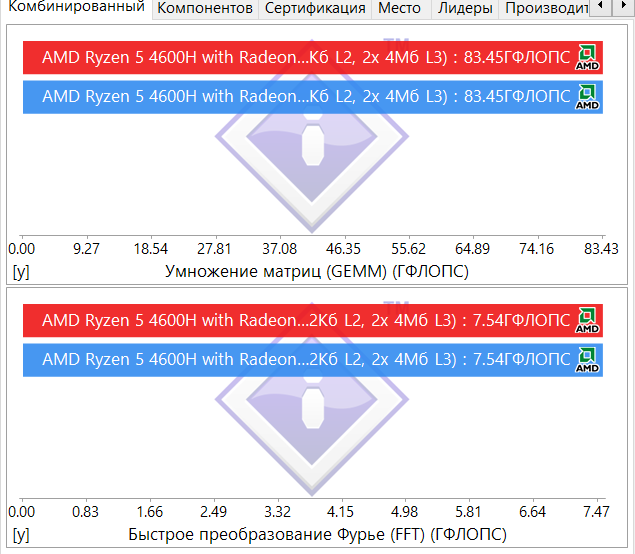 Комбинированный Компонентов Сертификация Место Лидеры Производит
TM
AMD Ryzen 5 4600H with Radeon...Кб L2, 2x 4Мб L3) : 83.45ГФЛОПС AMD
AMD Ryzen 5 4600H with Radeon...Кб L2, 2x 4Мб L3) : 83.45ГФЛОПС AMD
0.00 9.27 18.54 27.81 37.08 46.35 55.62 64.89 74.16 83.43
[y] Умножение матриц (GEMM) (ГФЛОПС)
TM
AMD Ryzen 5 4600H with Radeon...2Кб L2, 2x 4Мб L3) : 7.54ГФЛОПС AMD
AMD Ryzen 5 4600H with Radeon...2Кб L2, 2x 4Мб L3) : 7.54ГФЛОПС AMD
0.00 0.83 1.66 2.49 3.32 4.15 4.98 5.81 6.64 7.47
[y] Быстрое преобразование Фурье (FFT) (ГФЛОПС)